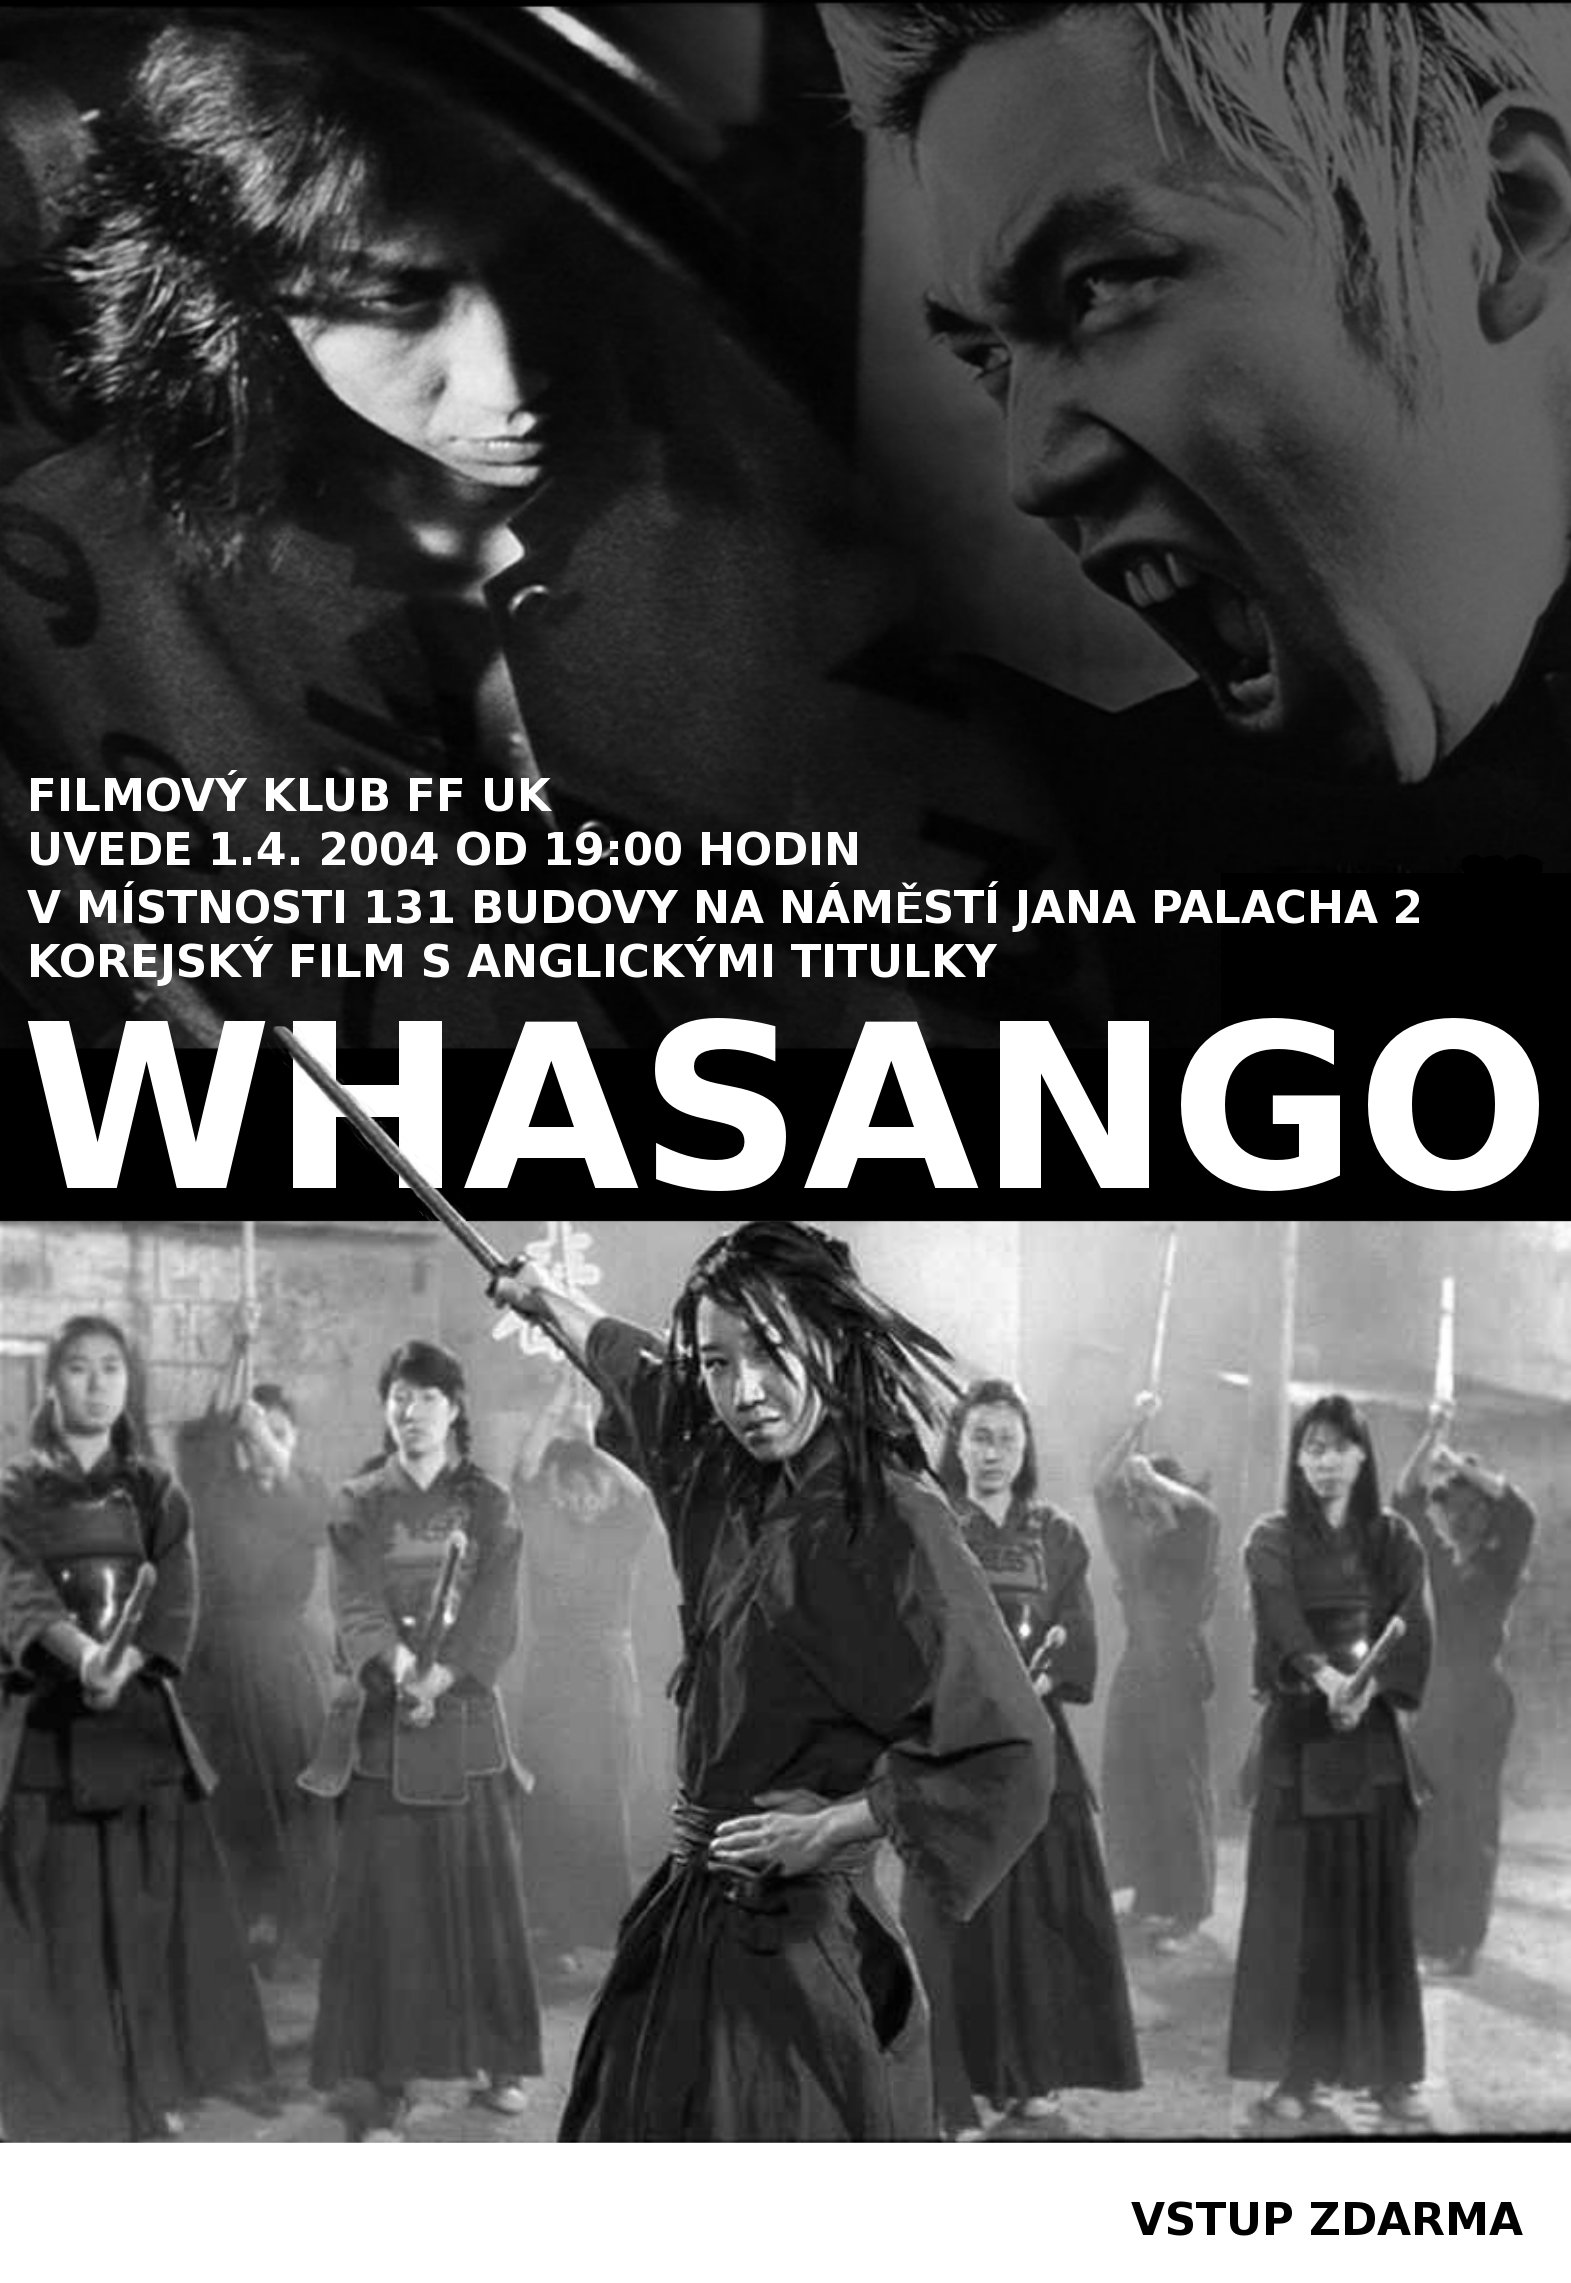 FILMOVÝ KLUB FF UK
UVEDE 1.4. 2004 OD 19:00 HODIN
V MÍSTNOSTI 131 BUDOVY NA NÁMĚSTÍ JANA PALACHA 2
KOREJSKÝ FILM S ANGLICKÝMI TITULKY
WHASANGO
VSTUP ZDARMA